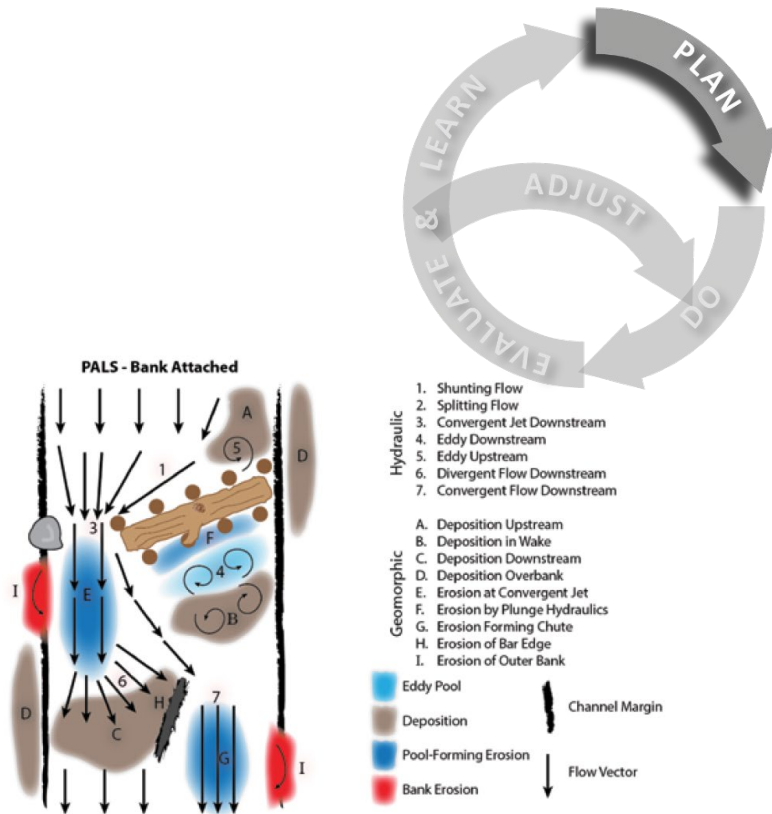 PLAN
DO
EVALUATE & LEARN
ADJUST
PALS - Bank Attached
A
5
D
1
3
F
4
I
E
B
6
H
7
D
C
G
I
Hydraulic
1. Shunting Flow
2. Splitting Flow
3. Convergent Jet Downstream
4. Eddy Downstream
5. Eddy Upstream
6. Divergent Flow Downstream
7. Convergent Flow Downstream
Geomorphic
A. Deposition Upstream
B. Deposition in Wake
C. Deposition Downstream
D. Deposition Overbank
E. Erosion at Convergent Jet
F. Erosion by Plunge Hydraulics
G. Erosion Forming Chute
H. Erosion of Bar Edge
I. Erosion of Outer Bank
Eddy Pool
Deposition
Pool-Forming Erosion
Bank Erosion
Channel Margin
Flow Vector